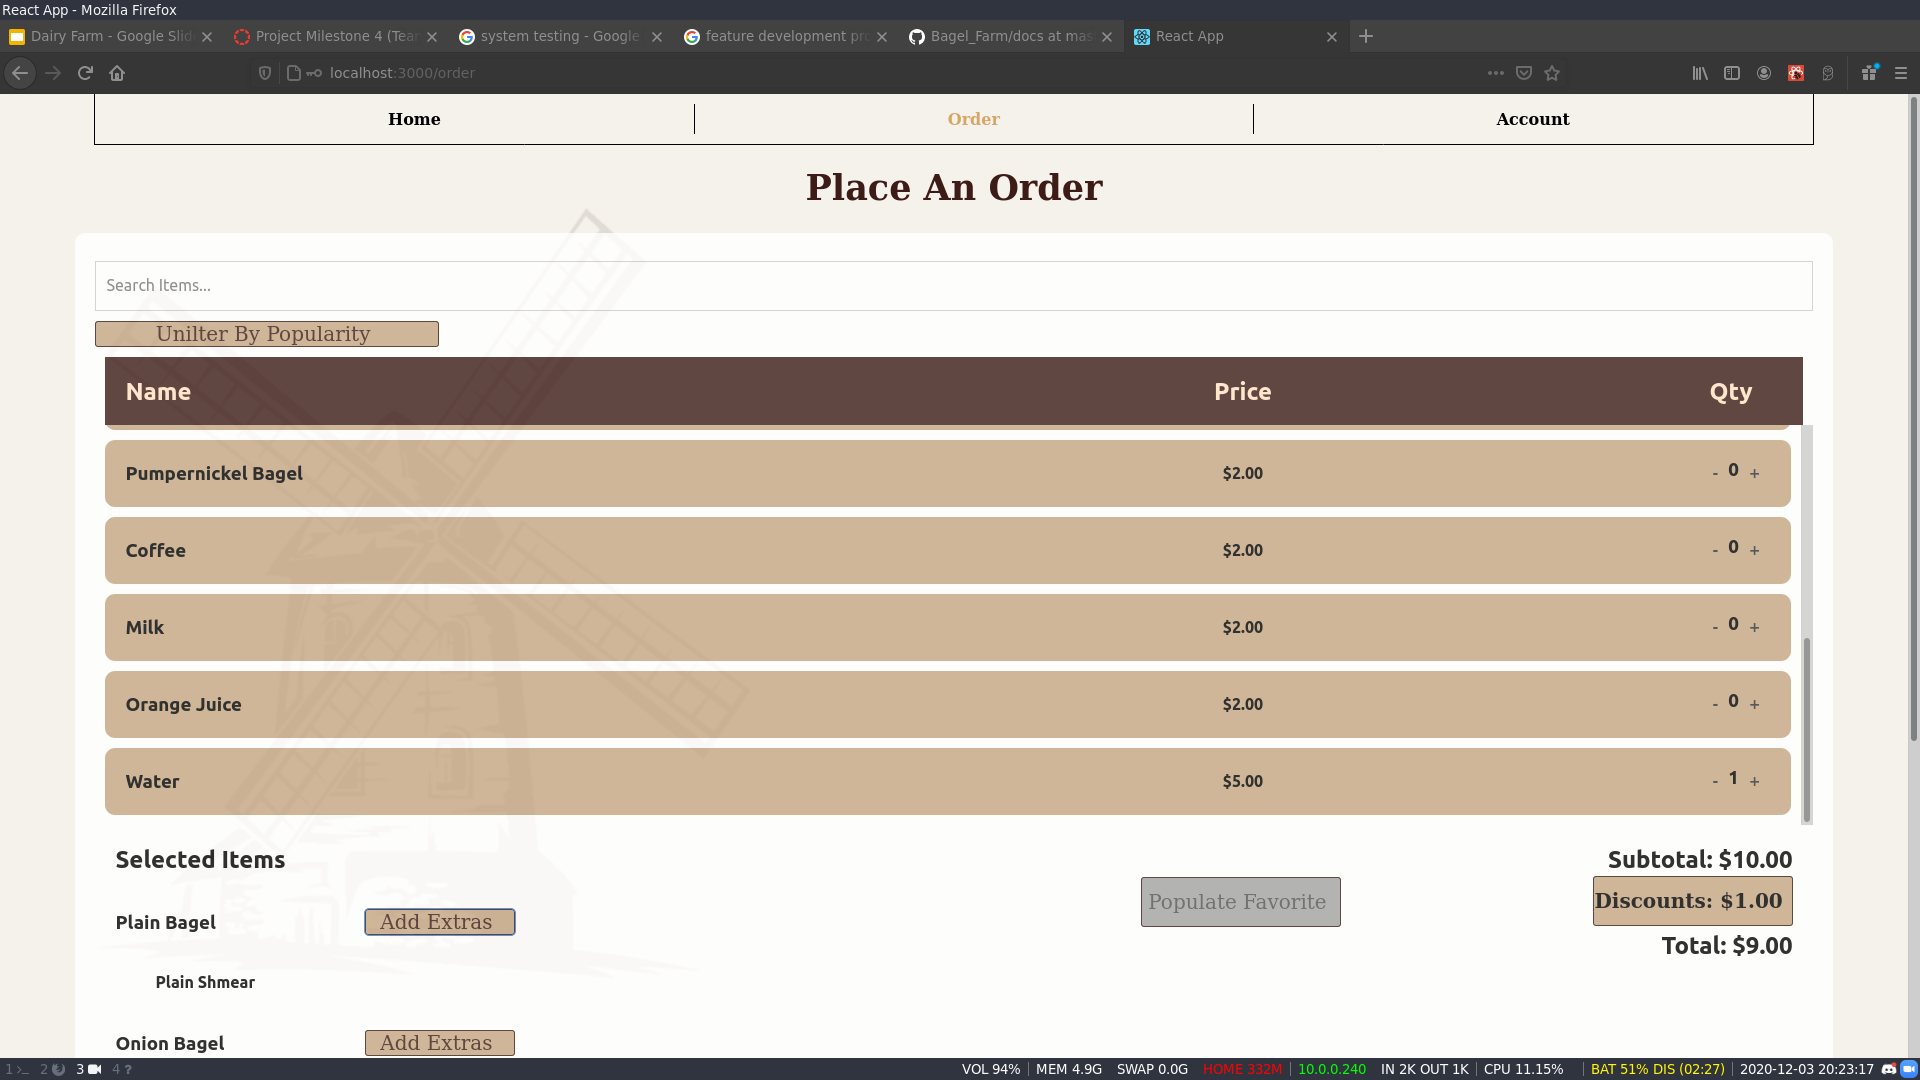 React App - Mozilla Firefox
Dairy Farm - Google Slid
Project Milestone 4 (Tea
system testing - Google
feature development pr
Bagel_Farm/docs at mas
React App
localhost:3000/order
Home
Order
Account
Place An Order
Search Items...
Unilter By Popularity
Name Price Qty
Pumpernickel Bagel $2.00 - 0 +
Coffee $2.00 - 0 +
Milk $2.00 - 0 +
Orange Juice $2.00 - 0 +
Water $5.00 - 1 +
Selected Items
Subtotal: $10.00
Populate Favorite
Discounts: $1.00
Total: $9.00
Plain Bagel Add Extras
Plain Shmear
Onion Bagel Add Extras
1 >_ 2 3 4 ? VOL 94% | MEM 4.9G SWAP 0.0G HOME 332M | 10.0.0.240 IN 2K OUT 1K | CPU 11.15% | BAT 51% DIS (02:27) | 2020-12-03 20:23:17